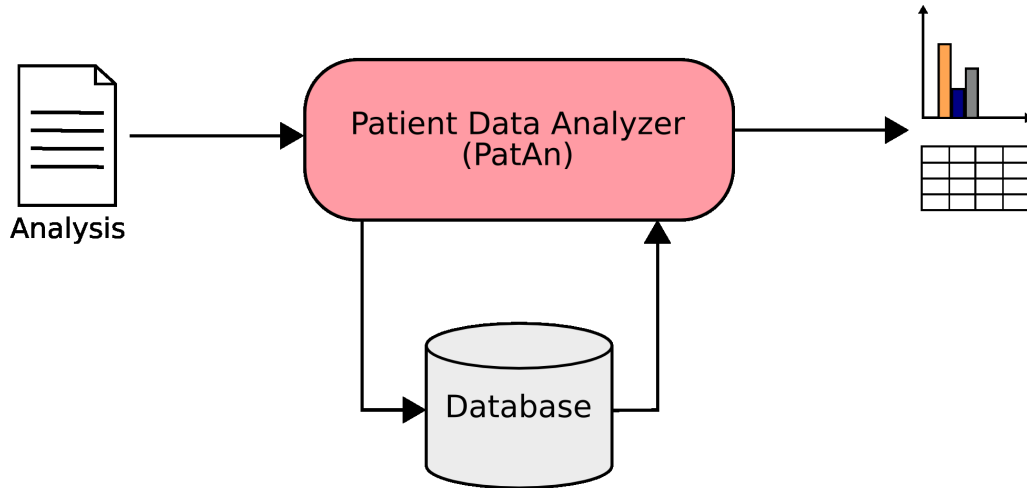 Patient Data Analyzer
(PatAn)
Analysis
Database